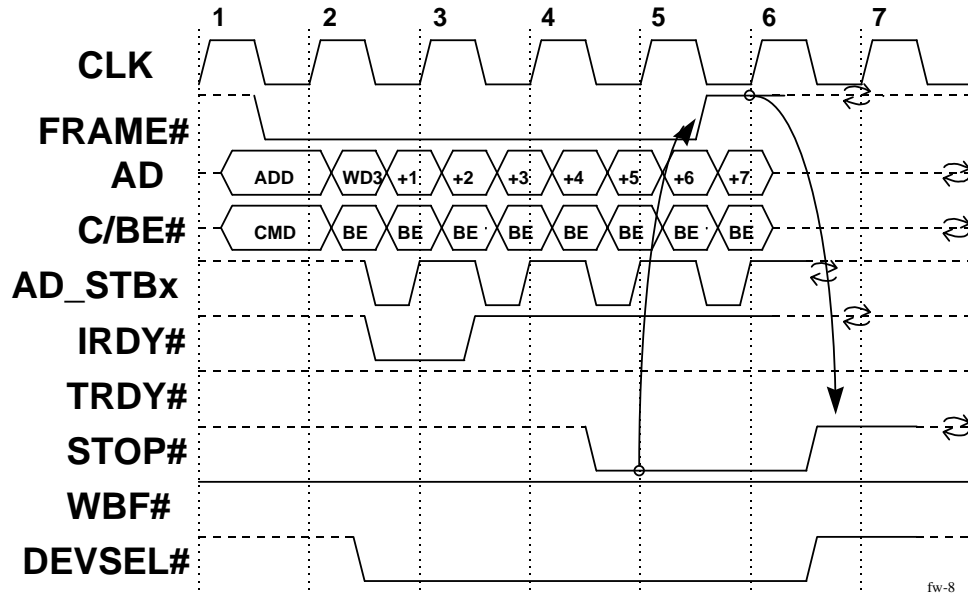 1 2 3 4 5 6 7
CLK
FRAME#
AD ADD WD3 +1 +2 +3 +4 +5 +6 +7
C/BE# CMD BE BE BE BE BE BE BE BE
AD_STBx
IRDY#
TRDY#
STOP#
WBF#
DEVSEL#
fw-8